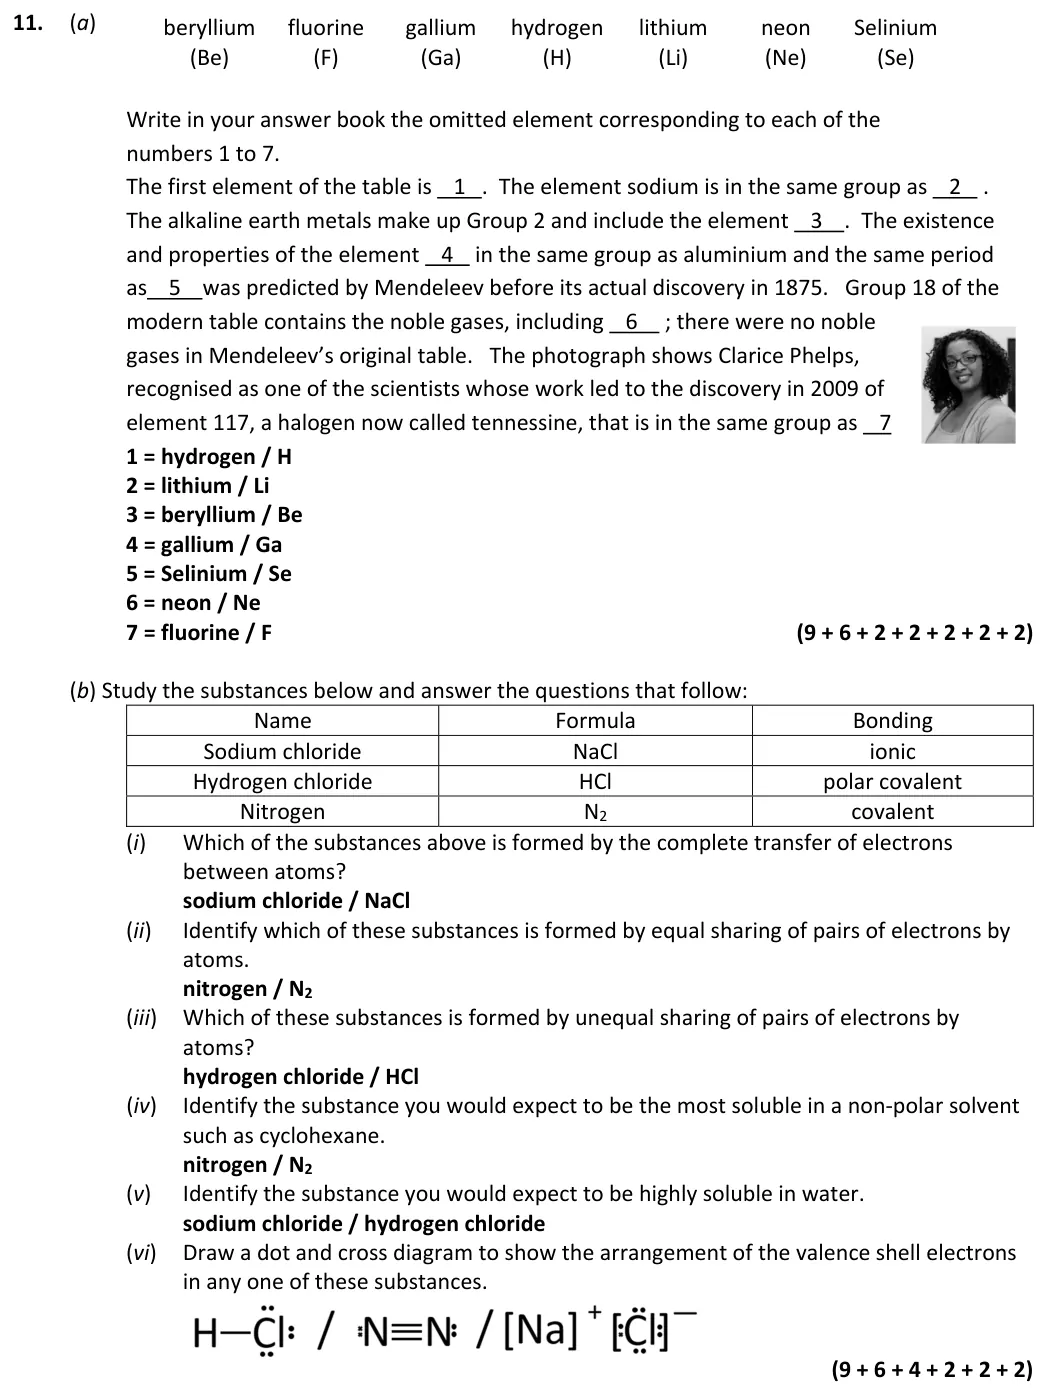 11. (a) beryllium fluorine gallium hydrogen lithium neon Selinium
(Be) (F) (Ga) (H) (Li) (Ne) (Se)
Write in your answer book the omitted element corresponding to each of the
numbers 1 to 7.
The first element of the table is __1__. The element sodium is in the same group as __2__ .
The alkaline earth metals make up Group 2 and include the element __3__. The existence
and properties of the element __4__ in the same group as aluminium and the same period
as__5__was predicted by Mendeleev before its actual discovery in 1875. Group 18 of the
modern table contains the noble gases, including __6__ ; there were no noble
gases in Mendeleev’s original table. The photograph shows Clarice Phelps,
recognised as one of the scientists whose work led to the discovery in 2009 of
element 117, a halogen now called tennessine, that is in the same group as __7
1 = hydrogen / H
2 = lithium / Li
3 = beryllium / Be
4 = gallium / Ga
5 = Selinium / Se
6 = neon / Ne
7 = fluorine / F (9 + 6 + 2 + 2 + 2 + 2 + 2)
(b) Study the substances below and answer the questions that follow:
Name Formula Bonding
Sodium chloride NaCl ionic
Hydrogen chloride HCl polar covalent
Nitrogen N₂ covalent
(i) Which of the substances above is formed by the complete transfer of electrons
between atoms?
sodium chloride / NaCl
(ii) Identify which of these substances is formed by equal sharing of pairs of electrons by
atoms.
nitrogen / N₂
(iii) Which of these substances is formed by unequal sharing of pairs of electrons by
atoms?
hydrogen chloride / HCl
(iv) Identify the substance you would expect to be the most soluble in a non-polar solvent
such as cyclohexane.
nitrogen / N₂
(v) Identify the substance you would expect to be highly soluble in water.
sodium chloride / hydrogen chloride
(vi) Draw a dot and cross diagram to show the arrangement of the valence shell electrons
in any one of these substances.
H—Cl: / :N≡N: / [Na]⁺ [:Cl:]⁻
(9 + 6 + 4 + 2 + 2 + 2)